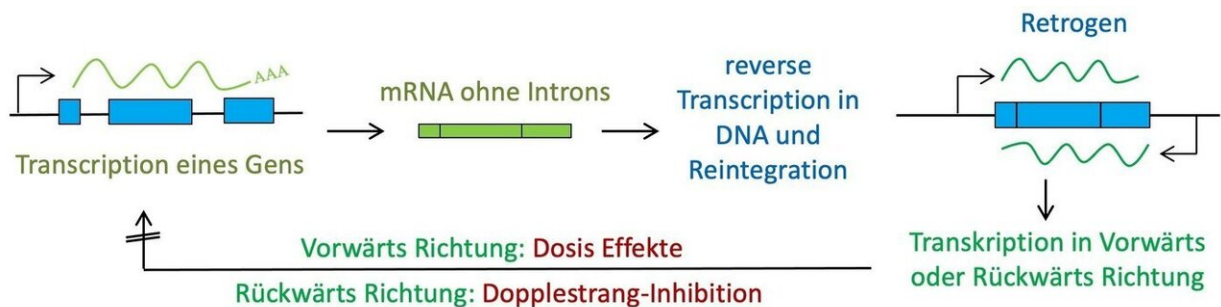 AAA
Transcription eines Gens
mRNA ohne Introns
reverse
Transcription in
DNA und
Reintegration
Retrogen
Transkription in Vorwärts
oder Rückwärts Richtung
Vorwärts Richtung: Dosis Effekte
Rückwärts Richtung: Dopplestrang-Inhibition